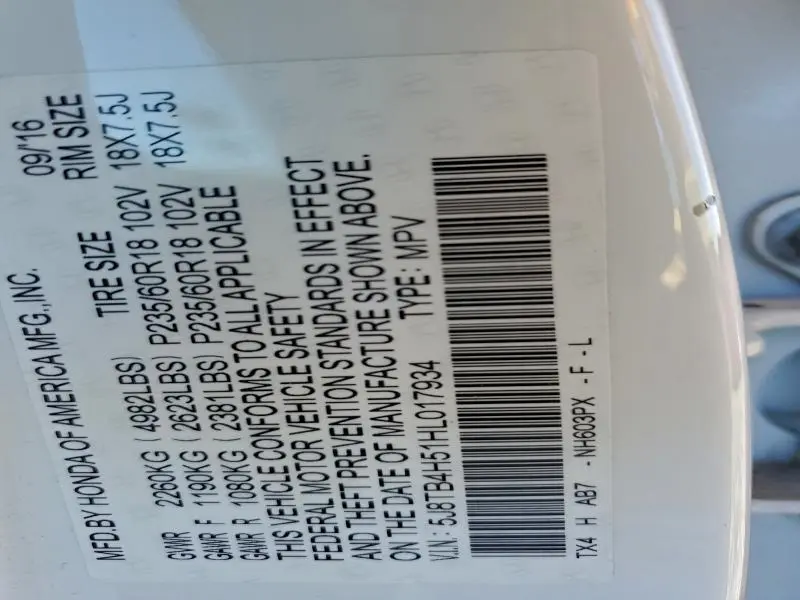 MFD.BY HONDA OF AMERICA MFG.,INC. 09/'16
TIRE SIZE RIM SIZE
GVWR 2260KG ( 4982LBS)
GAWR F 1190KG ( 2623LBS) P235/60R18 102V 18X7.5J
GAWR R 1080KG ( 2381LBS) P235/60R18 102V 18X7.5J
THIS VEHICLE CONFORMS TO ALL APPLICABLE
FEDERAL MOTOR VEHICLE SAFETY
AND THEFT PREVENTION STANDARDS IN EFFECT
ON THE DATE OF MANUFACTURE SHOWN ABOVE.
V.I.N.: 5J8TB4H51HL017934 TYPE: MPV
TX4 H AB7 -NH603PX -F -L